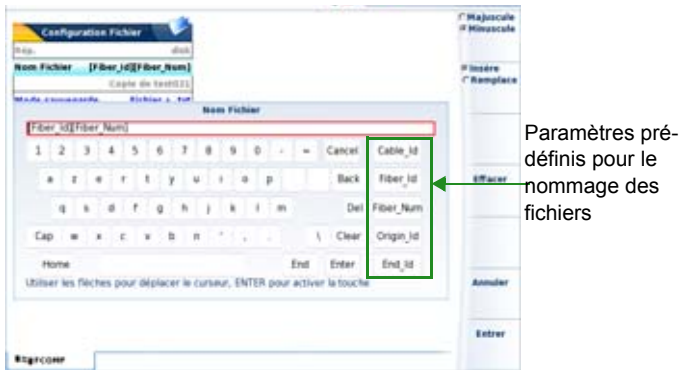 Majuscule
Configuration Fichier
Minuscule
Rép. disk
Nom Fichier [Fiber_Id][Fiber_Num]
Insère
Remplace
Mode sauvegarde Fichier + .txt
Nom Fichier
[Fiber_Id][Fiber_Num]
1 2 3 4 5 6 7 8 9 0 - = Cancel Cable_Id
a z e r t y u i o p Back Fiber_Id
Effacer
q s d f g h j k l m Del Fiber_Num
Cap w x c v b n ' , . \ Clear Origin_Id
Home End Enter End_Id
Utiliser les flèches pour déplacer le curseur, ENTER pour activer la touche
Annuler
Entrer
Paramètres pré-
définis pour le
nommage des
fichiers